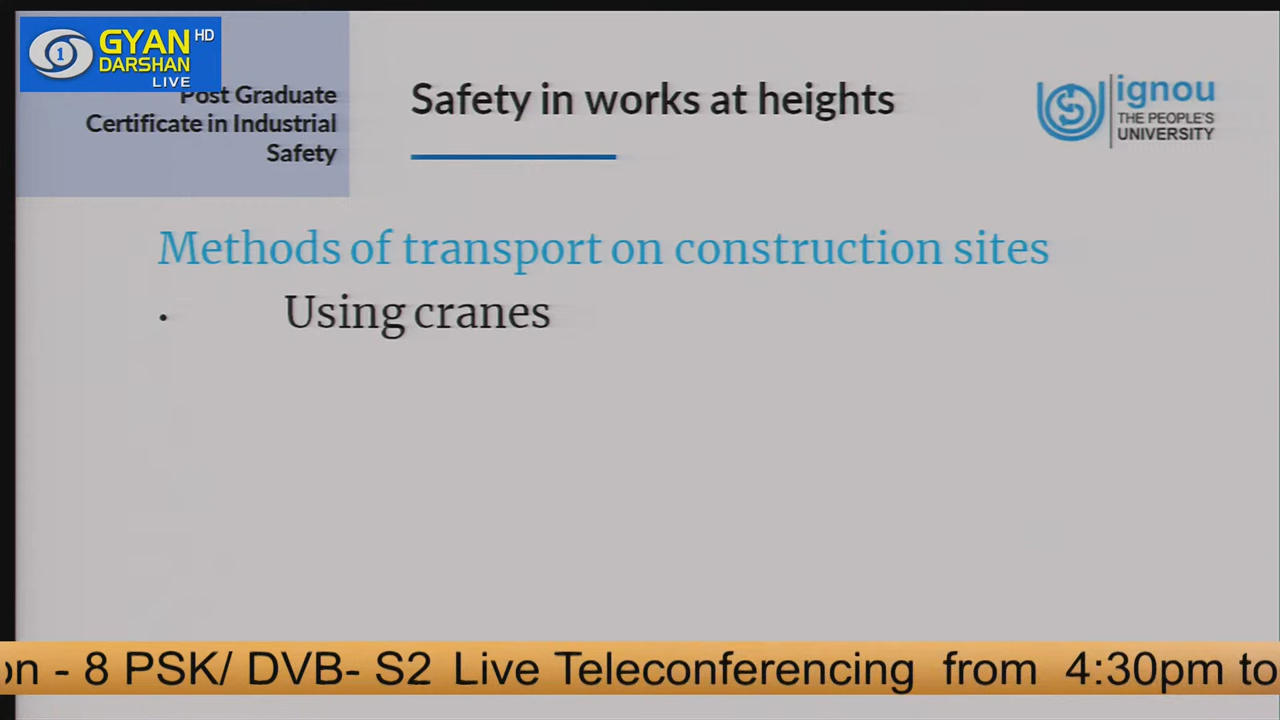 GYAN HD
DARSHAN
LIVE
1
Post Graduate
Certificate in Industrial
Safety
Safety in works at heights
ignou
THE PEOPLE'S
UNIVERSITY
Methods of transport on construction sites
• Using cranes
on - 8 PSK/ DVB- S2 Live Teleconferencing from 4:30pm to